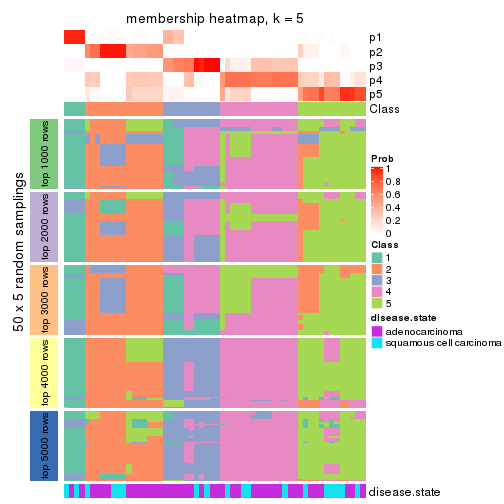 membership heatmap, k = 5
p1
p2
p3
p4
p5
Class
50 x 5 random samplings
top 1000 rows
top 2000 rows
top 3000 rows
top 4000 rows
top 5000 rows
disease.state
Prob
1
0.8
0.6
0.4
0.2
0
Class
1
2
3
4
5
disease.state
adenocarcinoma
squamous cell carcinoma